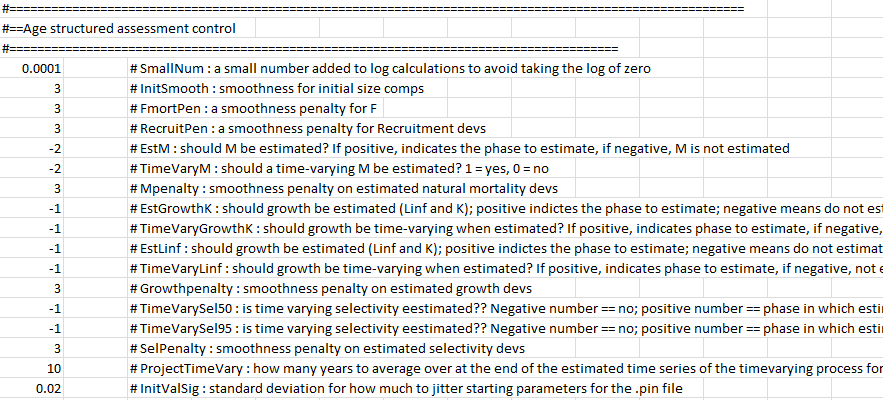 #=========================================================================================================
#==Age structured assessment control
#=======================================================================================
0.0001 # SmallNum : a small number added to log calculations to avoid taking the log of zero
3 # InitSmooth : smoothness for initial size comps
3 # FmortPen : a smoothness penalty for F
3 # RecruitPen : a smoothness penalty for Recruitment devs
-2 # EstM : should M be estimated? If positive, indicates the phase to estimate, if negative, M is not estimated
-2 # TimeVaryM : should a time-varying M be estimated? 1 = yes, 0 = no
3 # Mpenalty : smoothness penalty on estimated natural mortality devs
-1 # EstGrowthK : should growth be estimated (Linf and K); positive indictes the phase to estimate; negative means do not est
-1 # TimeVaryGrowthK : should growth be time-varying when estimated? If positive, indicates phase to estimate, if negative,
-1 # EstLinf : should growth be estimated (Linf and K); positive indictes the phase to estimate; negative means do not estimat
-1 # TimeVaryLinf : should growth be time-varying when estimated? If positive, indicates phase to estimate, if negative, not e
3 # Growthpenalty : smoothness penalty on estimated growth devs
-1 # TimeVarySel50 : is time varying selectivity eestimated?? Negative number == no; positive number == phase in which esti
-1 # TimeVarySel95 : is time varying selectivity eestimated?? Negative number == no; positive number == phase in which esti
3 # SelPenalty : smoothness penalty on estimated selectivity devs
10 # ProjectTimeVary : how many years to average over at the end of the estimated time series of the timevarying process for
0.02 # InitValSig : standard deviation for how much to jitter starting parameters for the .pin file